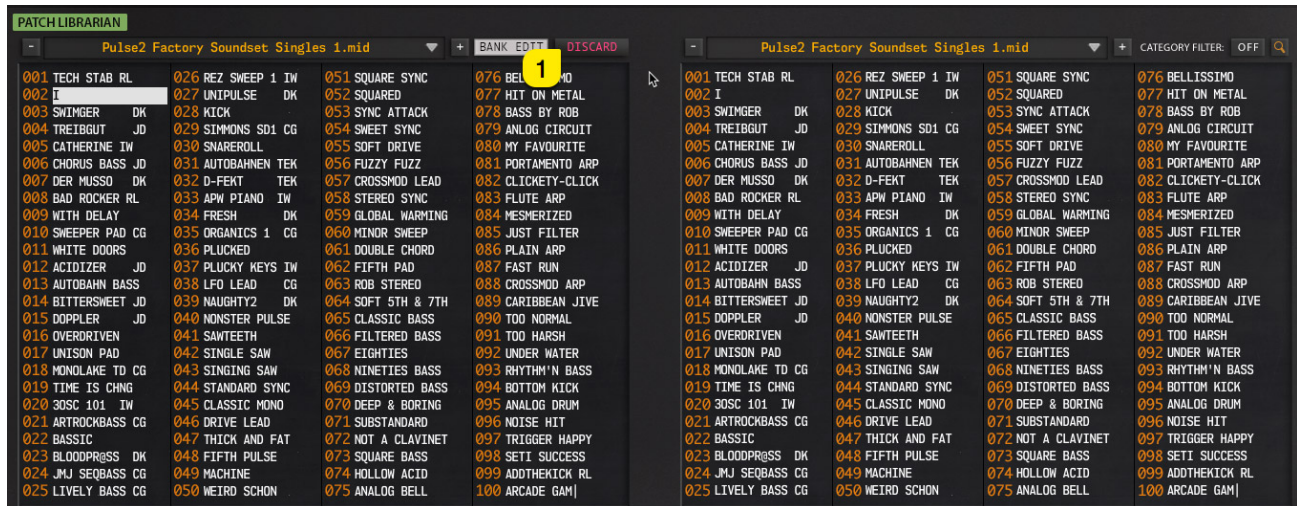 PATCH LIBRARIAN
- Pulse2 Factory Soundset Singles 1.mid + BANK EDIT DISCARD
1
001 TECH STAB RL
002 I
003 SWIMGER DK
004 TREIBGUT JD
005 CATHERINE IW
006 CHORUS BASS JD
007 DER MUSSO DK
008 BAD ROCKER RL
009 WITH DELAY
010 SWEEPER PAD CG
011 WHITE DOORS
012 ACIDIZER JD
013 AUTOBAHN BASS
014 BITTERSWEET JD
015 DOPPLER JD
016 OVERDRIVEN
017 UNISON PAD
018 MONOLAKE TD CG
019 TIME IS CHNG
020 3OSC 101 IW
021 ARTROCKBASS CG
022 BASSIC
023 BLOODPR@SS DK
024 JMJ SEQBASS CG
025 LIVELY BASS CG
026 REZ SWEEP 1 IW
027 UNIPULSE DK
028 KICK
029 SIMMONS SD1 CG
030 SNAREROLL
031 AUTOBAHNEN TEK
032 D-FEKT TEK
033 APW PIANO IW
034 FRESH DK
035 ORGANICS 1 CG
036 PLUCKED
037 PLUCKY KEYS IW
038 LFO LEAD CG
039 NAUGHTY2 DK
040 NONSTER PULSE
041 SAWTEETH
042 SINGLE SAW
043 SINGING SAW
044 STANDARD SYNC
045 CLASSIC MONO
046 DRIVE LEAD
047 THICK AND FAT
048 FIFTH PULSE
049 MACHINE
050 WEIRD SCHON
051 SQUARE SYNC
052 SQUARED
053 SYNC ATTACK
054 SWEET SYNC
055 SOFT DRIVE
056 FUZZY FUZZ
057 CROSSMOD LEAD
058 STEREO SYNC
059 GLOBAL WARMING
060 MINOR SWEEP
061 DOUBLE CHORD
062 FIFTH PAD
063 ROB STEREO
064 SOFT 5TH & 7TH
065 CLASSIC BASS
066 FILTERED BASS
067 EIGHTIES
068 NINETIES BASS
069 DISTORTED BASS
070 DEEP & BORING
071 SUBSTANDARD
072 NOT A CLAVINET
073 SQUARE BASS
074 HOLLOW ACID
075 ANALOG BELL
076
077 HIT ON METAL
078 BASS BY ROB
079 ANLOG CIRCUIT
080 MY FAVOURITE
081 PORTAMENTO ARP
082 CLICKETY-CLICK
083 FLUTE ARP
084 MESMERIZED
085 JUST FILTER
086 PLAIN ARP
087 FAST RUN
088 CROSSMOD ARP
089 CARIBBEAN JIVE
090 TOO NORMAL
091 TOO HARSH
092 UNDER WATER
093 RHYTHM'N BASS
094 BOTTOM KICK
095 ANALOG DRUM
096 NOISE HIT
097 TRIGGER HAPPY
098 SETI SUCCESS
099 ADDTHEKICK RL
100 ARCADE GAM|
- Pulse2 Factory Soundset Singles 1.mid + CATEGORY FILTER: OFF
001 TECH STAB RL
002 I
003 SWIMGER DK
004 TREIBGUT JD
005 CATHERINE IW
006 CHORUS BASS JD
007 DER MUSSO DK
008 BAD ROCKER RL
009 WITH DELAY
010 SWEEPER PAD CG
011 WHITE DOORS
012 ACIDIZER JD
013 AUTOBAHN BASS
014 BITTERSWEET JD
015 DOPPLER JD
016 OVERDRIVEN
017 UNISON PAD
018 MONOLAKE TD CG
019 TIME IS CHNG
020 3OSC 101 IW
021 ARTROCKBASS CG
022 BASSIC
023 BLOODPR@SS DK
024 JMJ SEQBASS CG
025 LIVELY BASS CG
026 REZ SWEEP 1 IW
027 UNIPULSE DK
028 KICK
029 SIMMONS SD1 CG
030 SNAREROLL
031 AUTOBAHNEN TEK
032 D-FEKT TEK
033 APW PIANO IW
034 FRESH DK
035 ORGANICS 1 CG
036 PLUCKED
037 PLUCKY KEYS IW
038 LFO LEAD CG
039 NAUGHTY2 DK
040 NONSTER PULSE
041 SAWTEETH
042 SINGLE SAW
043 SINGING SAW
044 STANDARD SYNC
045 CLASSIC MONO
046 DRIVE LEAD
047 THICK AND FAT
048 FIFTH PULSE
049 MACHINE
050 WEIRD SCHON
051 SQUARE SYNC
052 SQUARED
053 SYNC ATTACK
054 SWEET SYNC
055 SOFT DRIVE
056 FUZZY FUZZ
057 CROSSMOD LEAD
058 STEREO SYNC
059 GLOBAL WARMING
060 MINOR SWEEP
061 DOUBLE CHORD
062 FIFTH PAD
063 ROB STEREO
064 SOFT 5TH & 7TH
065 CLASSIC BASS
066 FILTERED BASS
067 EIGHTIES
068 NINETIES BASS
069 DISTORTED BASS
070 DEEP & BORING
071 SUBSTANDARD
072 NOT A CLAVINET
073 SQUARE BASS
074 HOLLOW ACID
075 ANALOG BELL
076 BELLISSIMO
077 HIT ON METAL
078 BASS BY ROB
079 ANLOG CIRCUIT
080 MY FAVOURITE
081 PORTAMENTO ARP
082 CLICKETY-CLICK
083 FLUTE ARP
084 MESMERIZED
085 JUST FILTER
086 PLAIN ARP
087 FAST RUN
088 CROSSMOD ARP
089 CARIBBEAN JIVE
090 TOO NORMAL
091 TOO HARSH
092 UNDER WATER
093 RHYTHM'N BASS
094 BOTTOM KICK
095 ANALOG DRUM
096 NOISE HIT
097 TRIGGER HAPPY
098 SETI SUCCESS
099 ADDTHEKICK RL
100 ARCADE GAM|